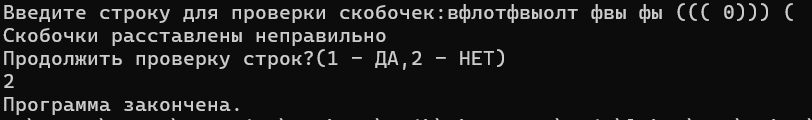 Введите строку для проверки скобочек:вфлотфвыолт фвы фы ((( 0))) (
Скобочки расставлены неправильно
Продолжить проверку строк?(1 - ДА,2 - НЕТ)
2
Программа закончена.